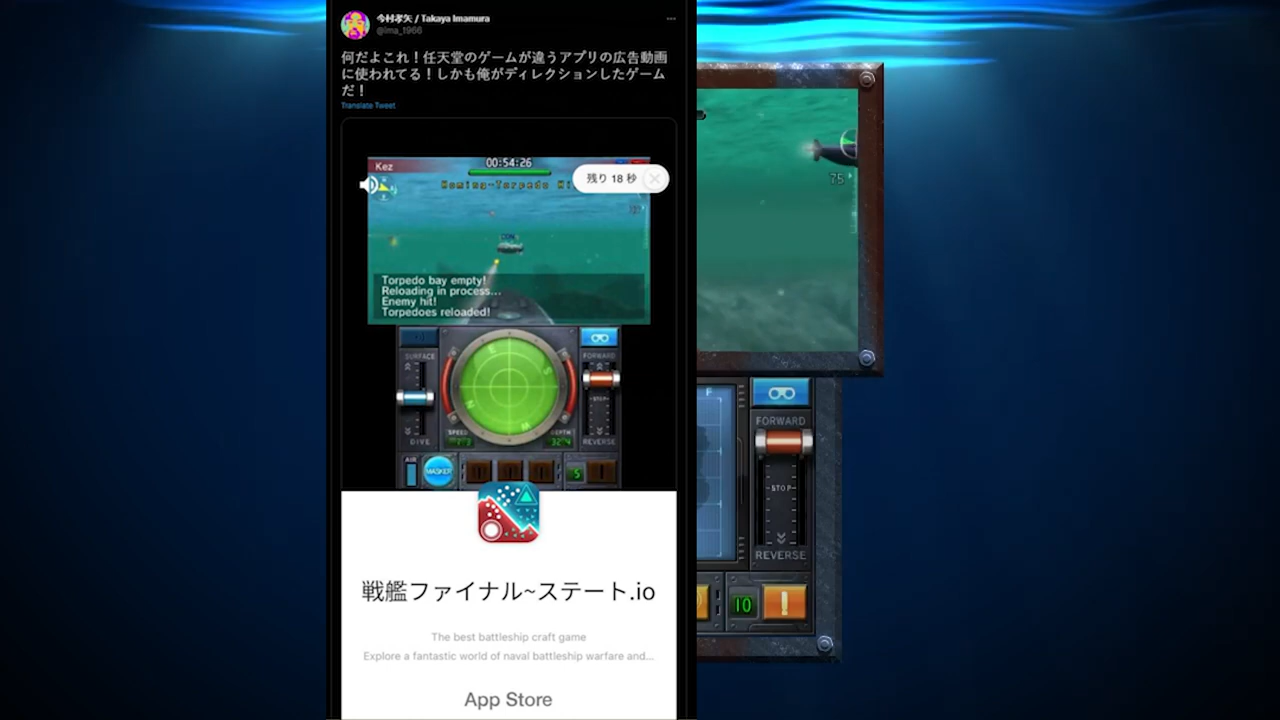 今村孝矢 / Takaya Imamura
@ima_1966
何だよこれ！任天堂のゲームが違うアプリの広告動画
に使われてる！しかも俺がディレクションしたゲーム
だ！
Translate Tweet
Kez
00:54:26
残り 18 秒
Homing-Torpedo Hi
CON
75
Torpedo bay empty!
Reloading in process...
Enemy hit!
Torpedoes reloaded!
SURFACE
DIVE
FORWARD
STOP
REVERSE
SPEED
DEPTH
AIR
MASKER
5
F
FORWARD
STOP
REVERSE
10
!
戦艦ファイナル~ステート.io
The best battleship craft game
Explore a fantastic world of naval battleship warfare and...
App Store